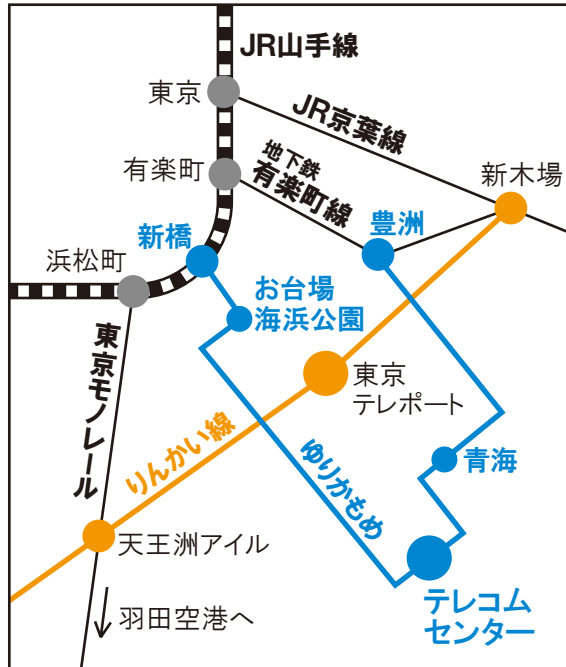 JR山手線
東京
JR京葉線
有楽町
地下鉄
有楽町線
新木場
新橋
豊洲
浜松町
お台場
海浜公園
東京モノレール
東京
テレポート
りんかい線
ゆりかもめ
青海
天王洲アイル
テレコム
センター
羽田空港へ